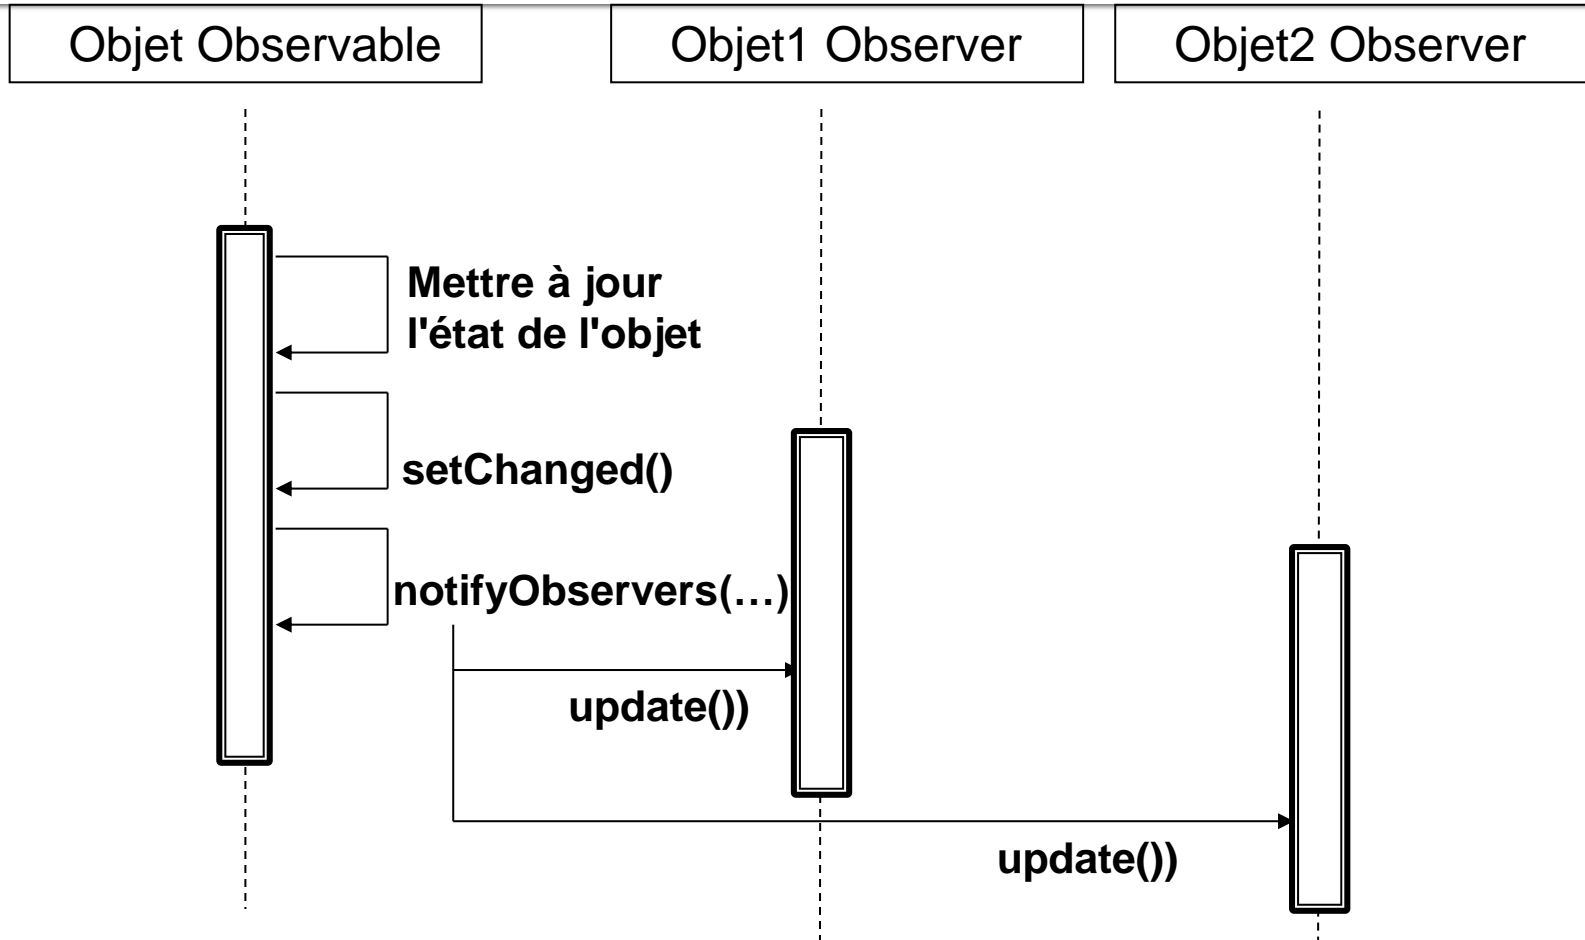 Objet Observable
Objet1 Observer
Objet2 Observer
Mettre à jour
l'état de l'objet
setChanged()
notifyObservers(…)
update())
update())